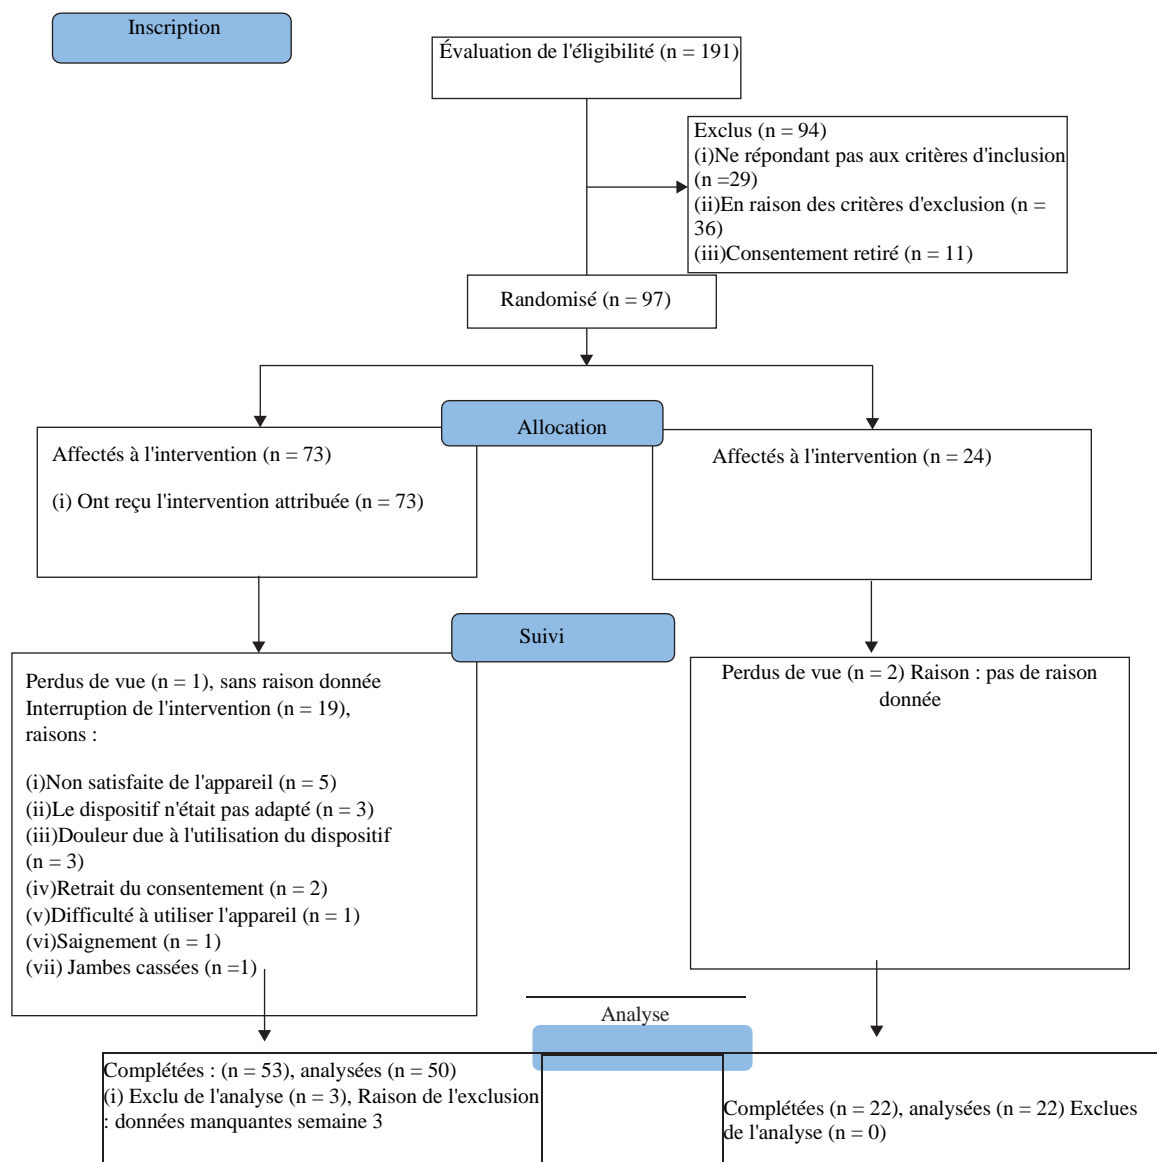 Inscription
Évaluation de l'éligibilité (n = 191)
Exclus (n = 94)
(i)Ne répondant pas aux critères d'inclusion
(n =29)
(ii)En raison des critères d'exclusion (n =
36)
(iii)Consentement retiré (n = 11)
Randomisé (n = 97)
Allocation
Affectés à l'intervention (n = 73)
(i) Ont reçu l'intervention attribuée (n = 73)
Affectés à l'intervention (n = 24)
Suivi
Perdus de vue (n = 1), sans raison donnée
Interruption de l'intervention (n = 19),
raisons :
(i)Non satisfaite de l'appareil (n = 5)
(ii)Le dispositif n'était pas adapté (n = 3)
(iii)Douleur due à l'utilisation du dispositif
(n = 3)
(iv)Retrait du consentement (n = 2)
(v)Difficulté à utiliser l'appareil (n = 1)
(vi)Saignement (n = 1)
(vii) Jambes cassées (n =1)
Perdus de vue (n = 2) Raison : pas de raison
donnée
Analyse
Complétées : (n = 53), analysées (n = 50)
(i) Exclu de l'analyse (n = 3), Raison de l'exclusion
: données manquantes semaine 3
Complétées (n = 22), analysées (n = 22) Exclues
de l'analyse (n = 0)